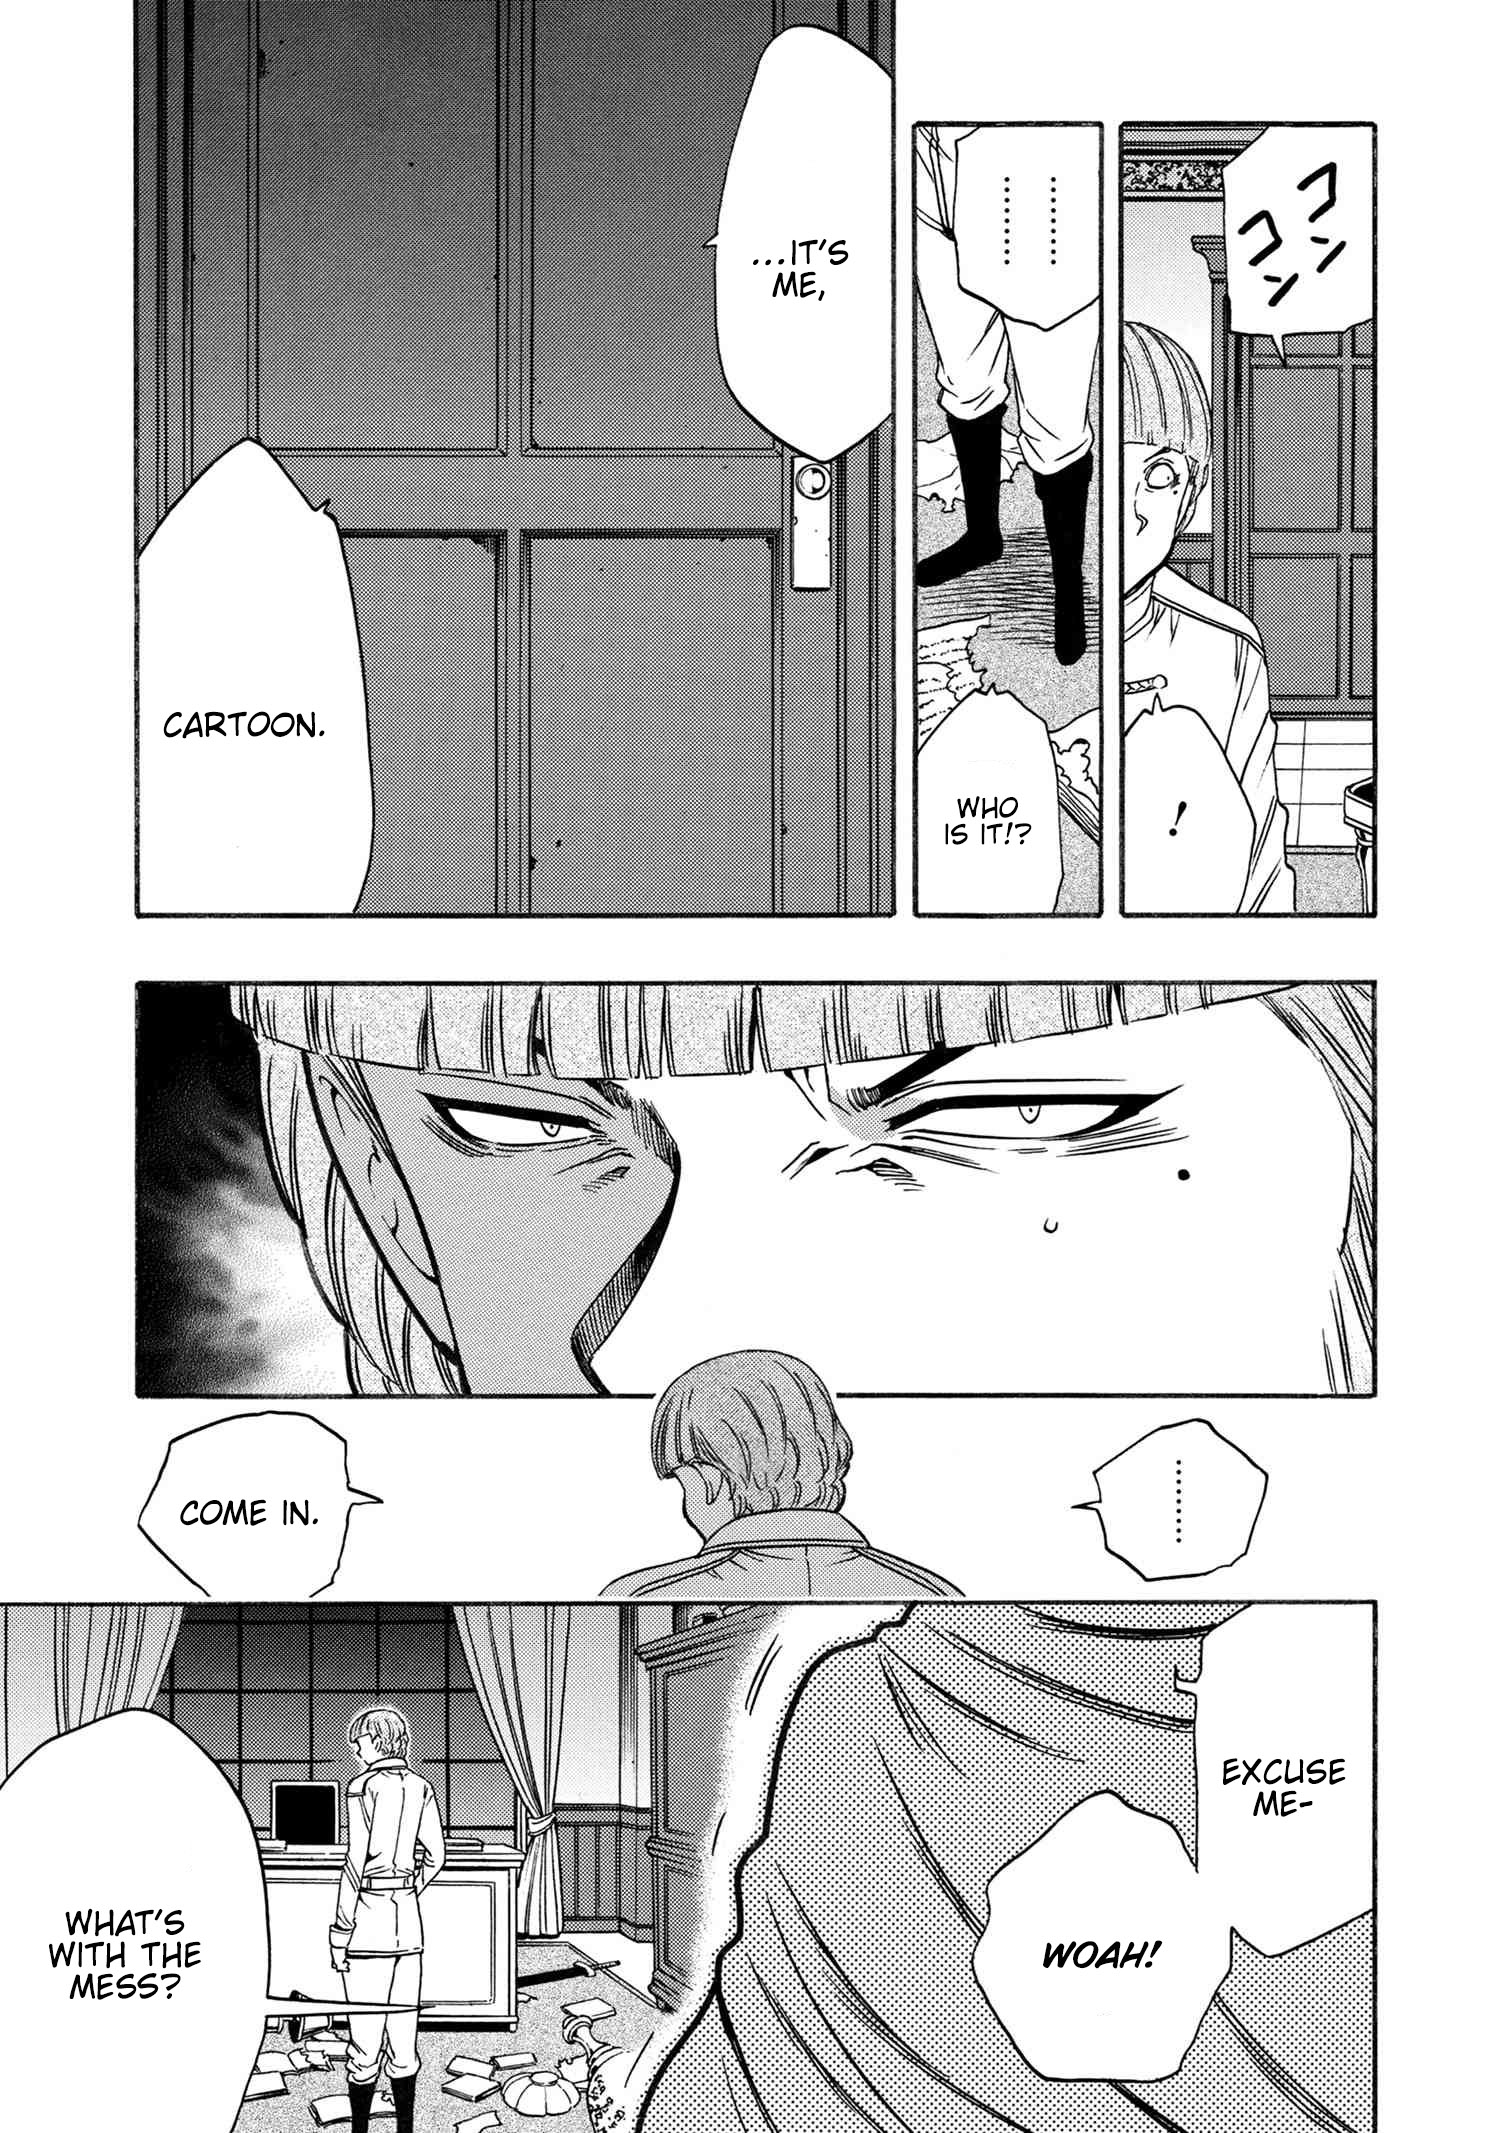 コンコン
!
………
………
WHO
IS IT!?
...IT'S
ME,
CARTOON.
………
COME IN.
EXCUSE
ME-
WOAH!
WHAT'S
WITH THE
MESS?